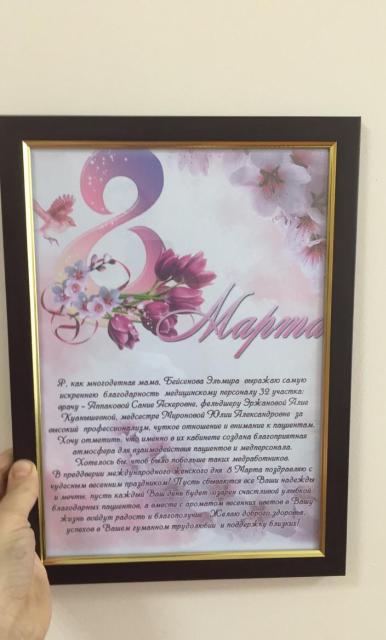 8
Марта
Я, как многодетная мама, Бейсенова Эльмира выражаю самую
искреннюю благодарность медицинскому персоналу 32 участка:
врачу - Аппаковой Сание Аскеровне, фельдшеру Эржановой Алие
Куанышевной, медсестре Мироновой Юлии Александровне за
высокий профессионализм, чуткое отношение и внимание к пациентам.
Хочу отметить, что именно в их кабинете создана благоприятная
атмосфера для взаимодействия пациентов и медперсонала.
Хотелось бы, чтоб было побольше таких медработников.
В преддверии международного женского дня 8 Марта поздравляю с
чудесным весенним праздником! Пусть сбываются все Ваши надежды
и мечты, пусть каждый Ваш день будет озарен счастливой улыбкой
благодарных пациентов, а вместе с ароматом весенних цветов в Вашу
жизнь войдут радость и благополучие. Желаю доброго здоровья,
успехов в Вашем гуманном трудолюбии и поддержку близких!